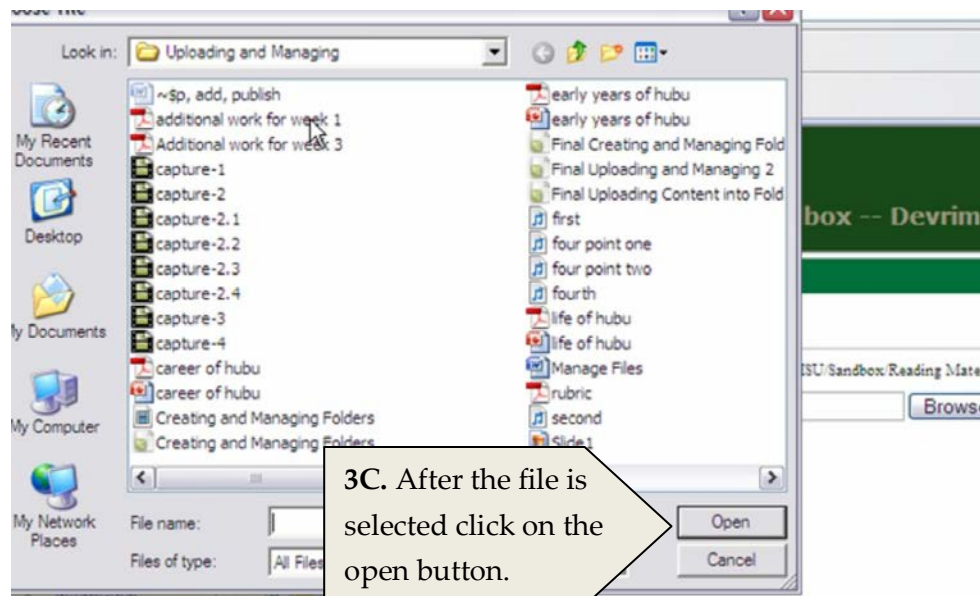 Look in:
Uploading and Managing
My Recent
Documents
Desktop
My Documents
My Computer
My Network
Places
~$p, add, publish
additional work for week 1
Additional work for week 3
capture-1
capture-2
capture-2.1
capture-2.2
capture-2.3
capture-2.4
capture-3
capture-4
career of hubu
career of hubu
Creating and Managing Folders
Creating and Managing Folders
early years of hubu
early years of hubu
Final Creating and Managing Fold
Final Uploading and Managing 2
Final Uploading Content into Fold
first
four point one
four point two
fourth
life of hubu
life of hubu
Manage Files
rubric
second
Slide1
File name:
Open
Files of type:
All Files
Cancel
3C. After the file is
selected click on the
open button.
box -- Devrim
ISU/Sandbox/Reading Mate
Brows